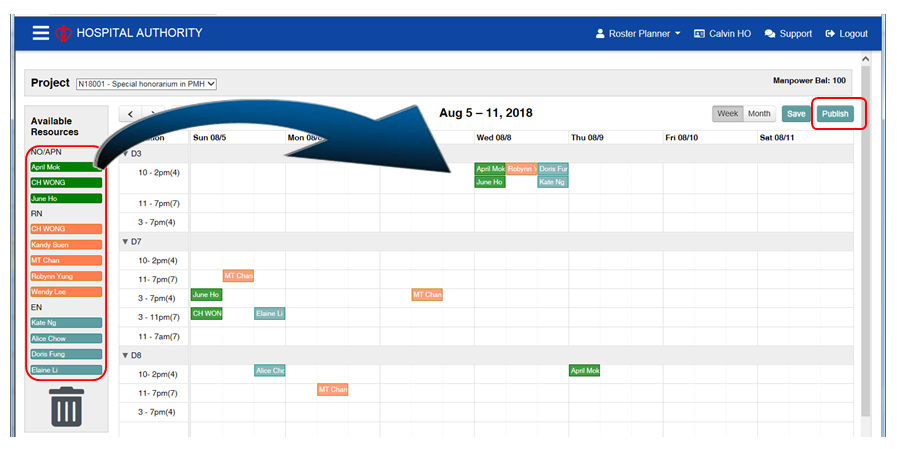 HOSPITAL AUTHORITY
Roster Planner
Calvin HO
Support
Logout
Project
N18001 - Special honorarium in PMH
Manpower Bal: 100
Available
Resources
NO/APN
April Mok
CH WONG
June Ho
RN
CH WONG
Kandy Suen
MT Chan
Robynn Yung
Wendy Lee
EN
Kate Ng
Alice Chow
Doris Fung
Elaine Li
Aug 5 – 11, 2018
Week
Month
Save
Publish
Sun 08/5
Mon
Wed 08/8
Thu 08/9
Fri 08/10
Sat 08/11
D3
10 - 2pm(4)
April Mok
Robynn Y
Doris Fun
June Ho
Kate Ng
11 - 7pm(7)
3 - 7pm(4)
D7
10- 2pm(4)
11- 7pm(7)
MT Chan
3 - 7pm(4)
June Ho
MT Chan
3 - 11pm(7)
CH WON
Elaine Li
11 - 7am(7)
D8
10- 2pm(4)
Alice Cho
April Mok
11- 7pm(7)
MT Chan
3 - 7pm(4)